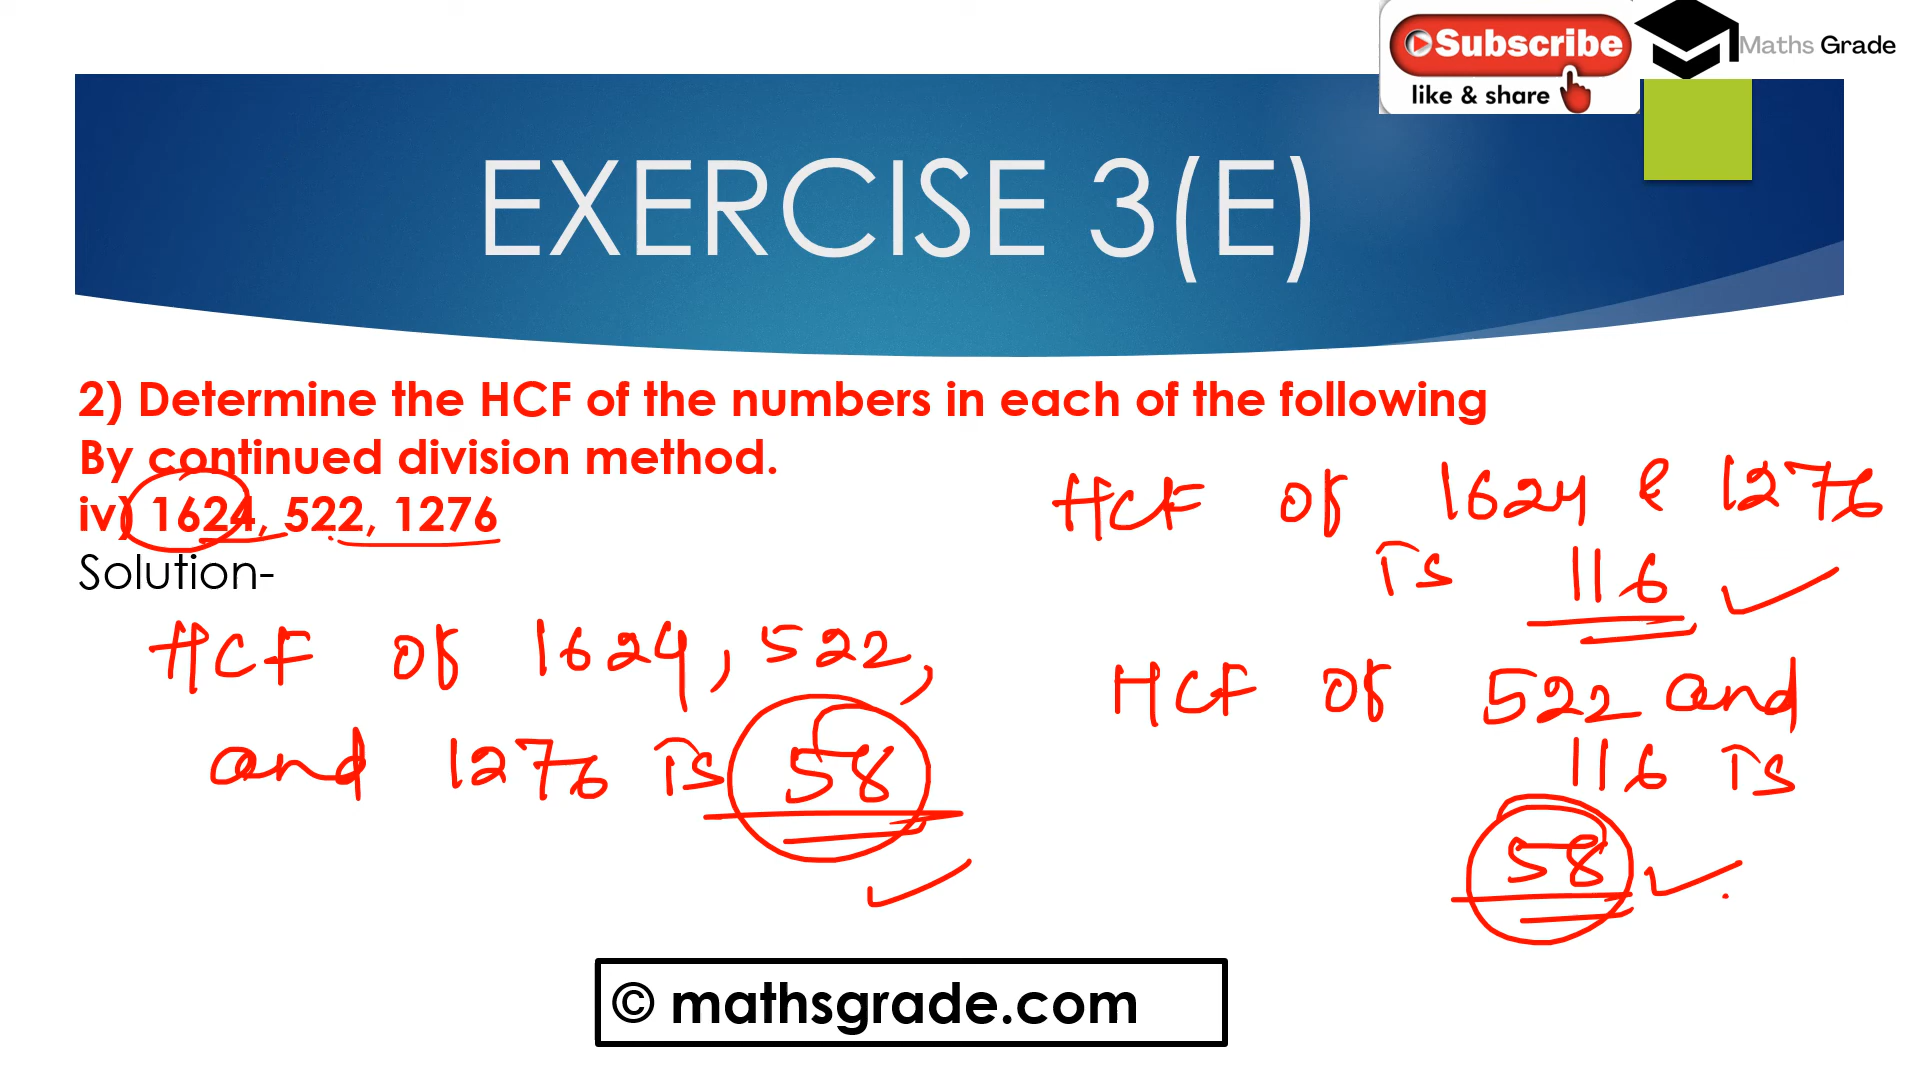 Subscribe
like & share
Maths Grade
EXERCISE 3(E)
2) Determine the HCF of the numbers in each of the following
By continued division method.
iv) 1624, 522, 1276
Solution-
HCF of 1624, 522,
and 1276 is 58
HCF of 1624 & 1276
is 116
HCF of 522 and
116 is
58
© mathsgrade.com